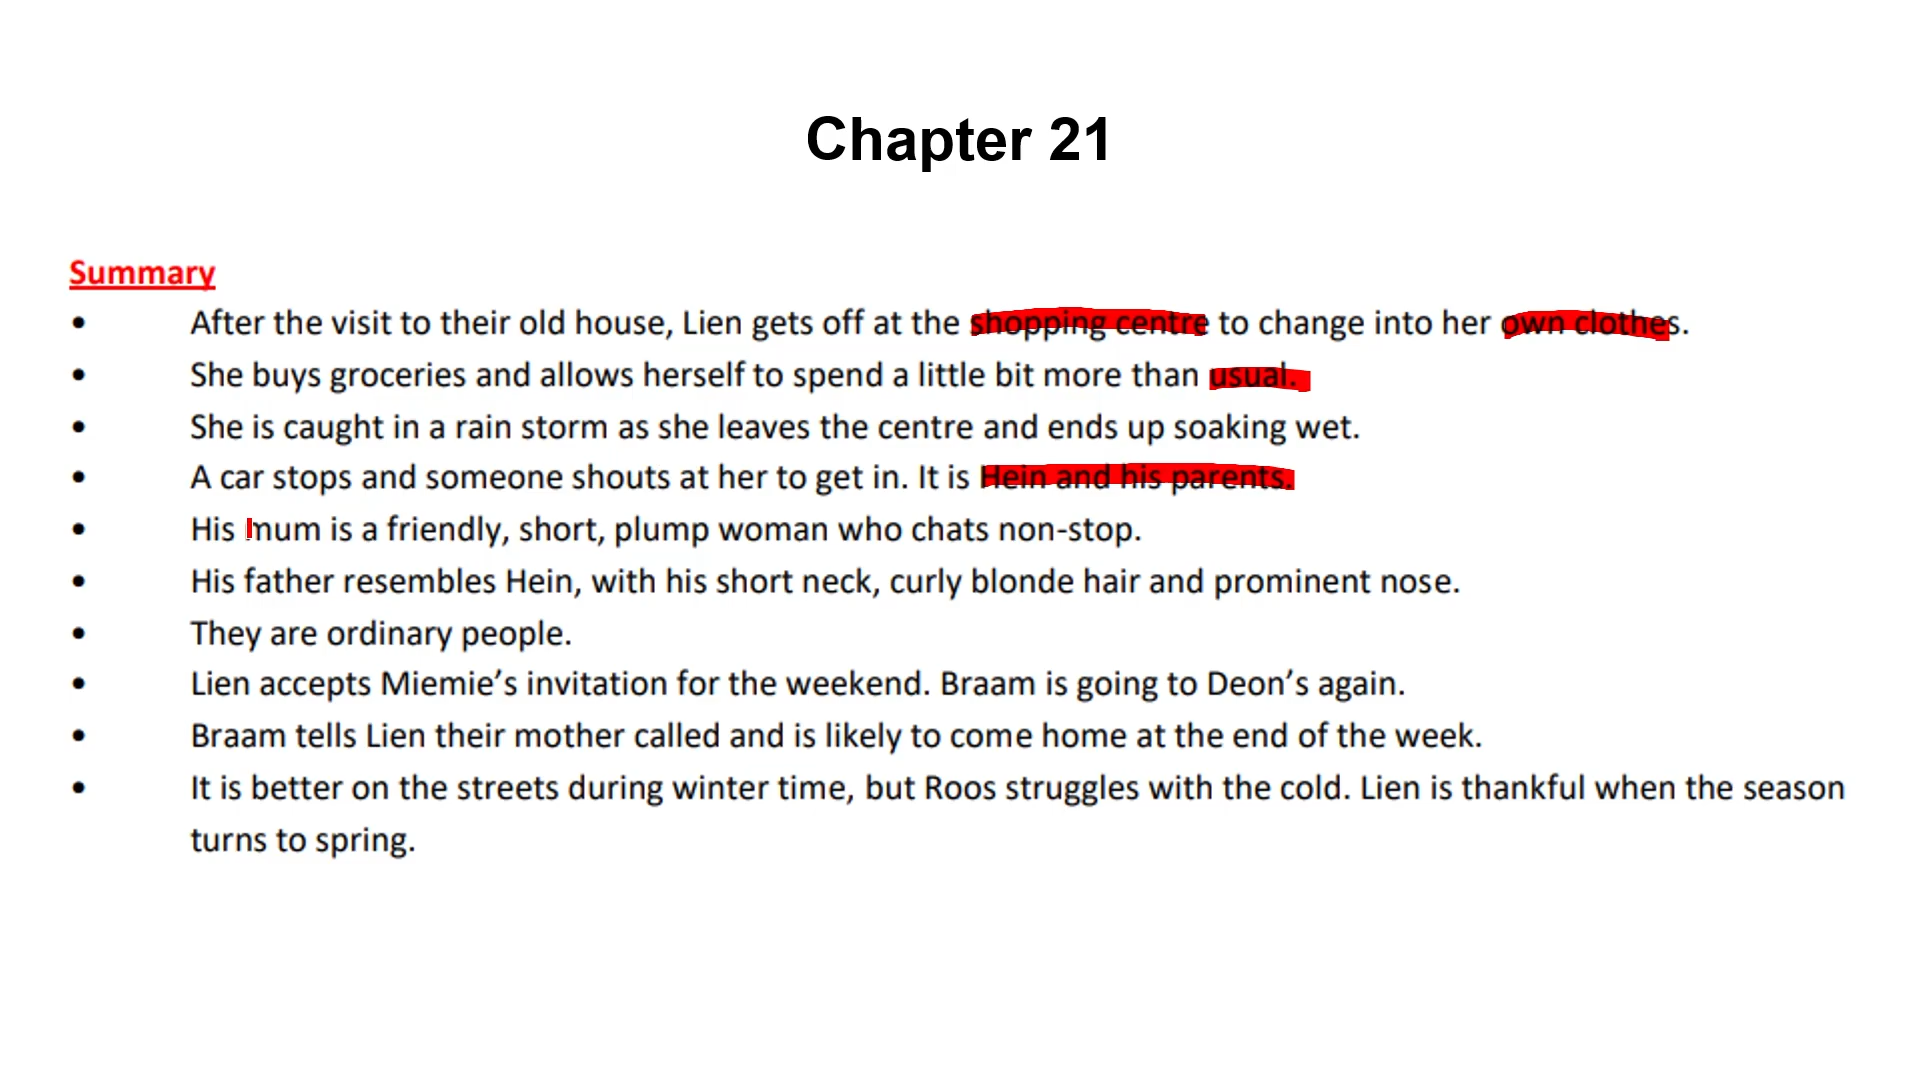 Chapter 21
Summary
• After the visit to their old house, Lien gets off at the shopping centre to change into her own clothes.
• She buys groceries and allows herself to spend a little bit more than usual.
• She is caught in a rain storm as she leaves the centre and ends up soaking wet.
• A car stops and someone shouts at her to get in. It is Hein and his parents.
• His mum is a friendly, short, plump woman who chats non-stop.
• His father resembles Hein, with his short neck, curly blonde hair and prominent nose.
• They are ordinary people.
• Lien accepts Miemie’s invitation for the weekend. Braam is going to Deon’s again.
• Braam tells Lien their mother called and is likely to come home at the end of the week.
• It is better on the streets during winter time, but Roos struggles with the cold. Lien is thankful when the season
turns to spring.